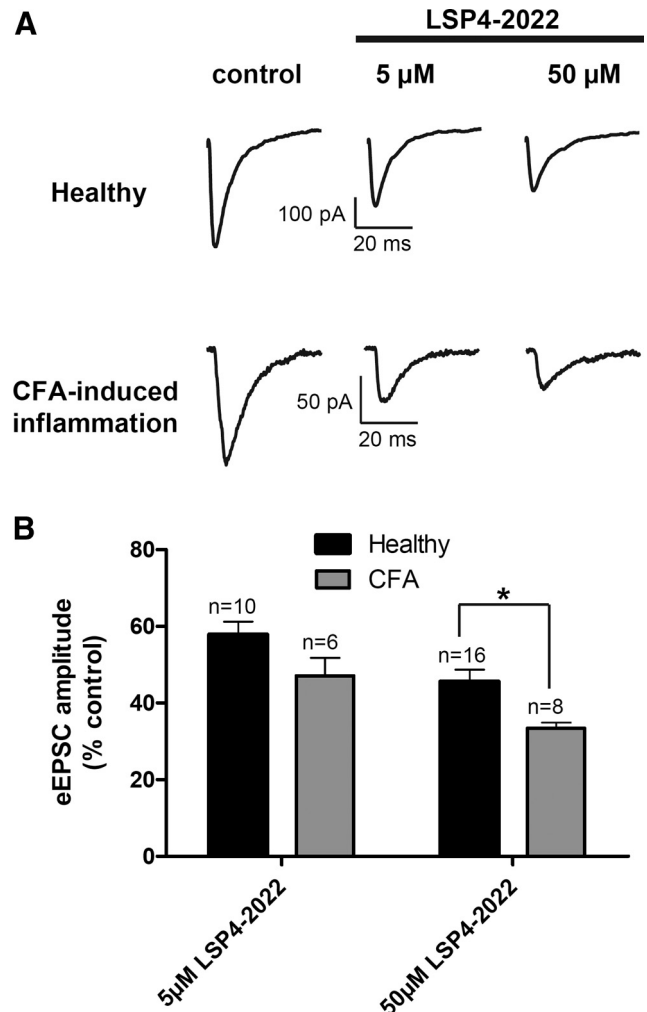 A
LSP4-2022
control 5 µM 50 µM
Healthy
100 pA
20 ms
CFA-induced
inflammation
50 pA
20 ms
B
Healthy
CFA
eEPSC amplitude
(% control)
80
60
40
20
0
n=10
n=6
n=16
n=8
*
5µM LSP4-2022
50µM LSP4-2022